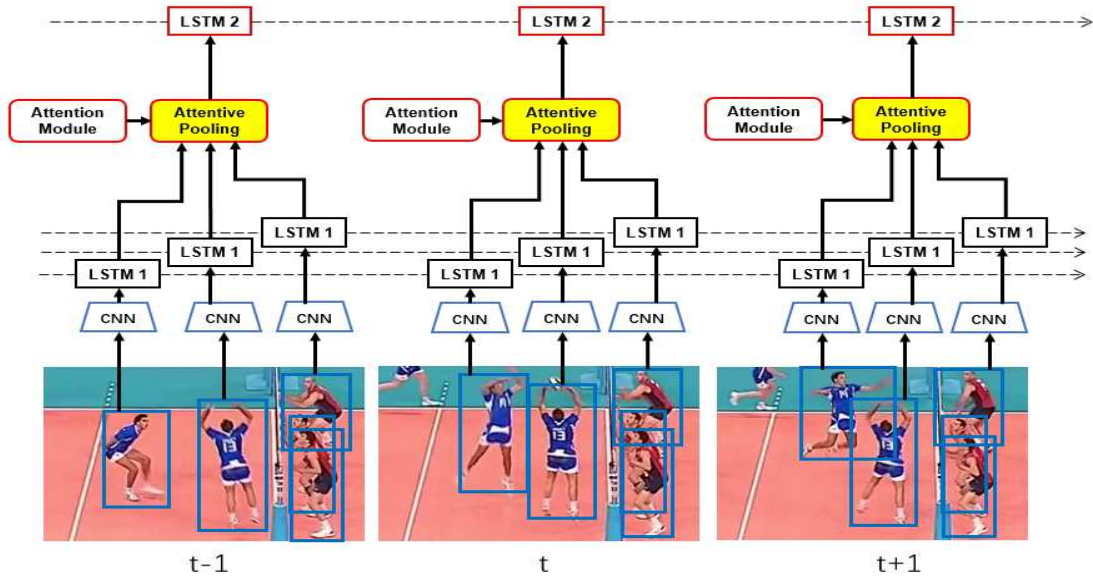 LSTM 2 LSTM 2 LSTM 2
Attention Module Attentive Pooling Attention Module Attentive Pooling Attention Module Attentive Pooling
LSTM 1 LSTM 1 LSTM 1
LSTM 1 LSTM 1 LSTM 1
LSTM 1 LSTM 1 LSTM 1
CNN CNN CNN CNN CNN CNN CNN CNN CNN
13 13 13
t-1 t t+1